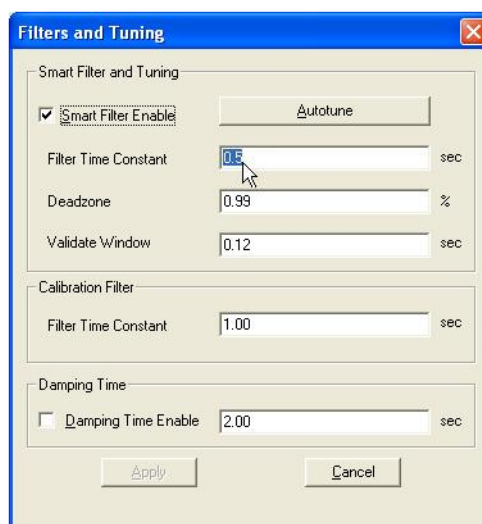 Filters and Tuning
Smart Filter and Tuning
Smart Filter Enable
Autotune
Filter Time Constant 0.5 sec
Deadzone 0.99 %
Validate Window 0.12 sec
Calibration Filter
Filter Time Constant 1.00 sec
Damping Time
Damping Time Enable 2.00 sec
Apply Cancel